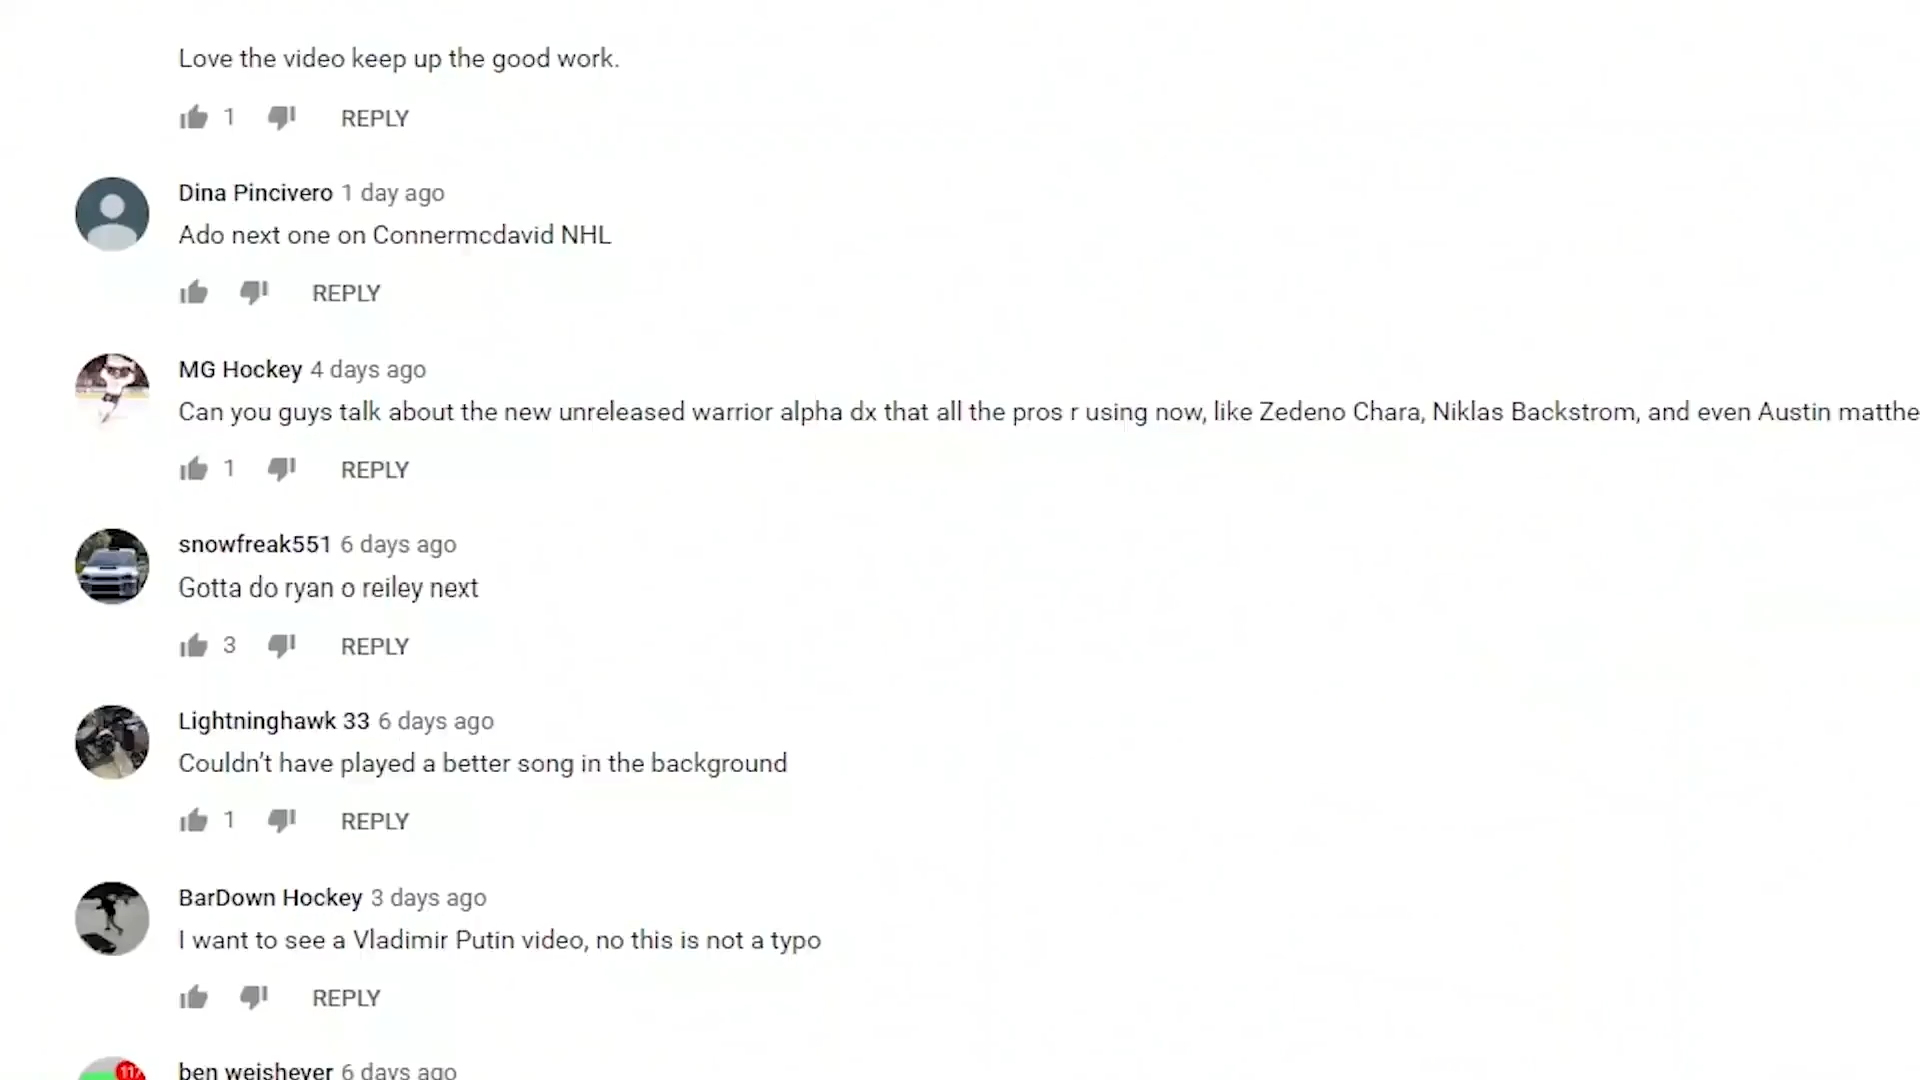 Love the video keep up the good work.
1 REPLY
Dina Pincivero 1 day ago
Ado next one on Connermcdavid NHL
REPLY
MG Hockey 4 days ago
Can you guys talk about the new unreleased warrior alpha dx that all the pros r using now, like Zedeno Chara, Niklas Backstrom, and even Austin matthe
1 REPLY
snowfreak551 6 days ago
Gotta do ryan o reiley next
3 REPLY
Lightninghawk 33 6 days ago
Couldn't have played a better song in the background
1 REPLY
BarDown Hockey 3 days ago
I want to see a Vladimir Putin video, no this is not a typo
REPLY
117
ben weisheyer 6 days ago